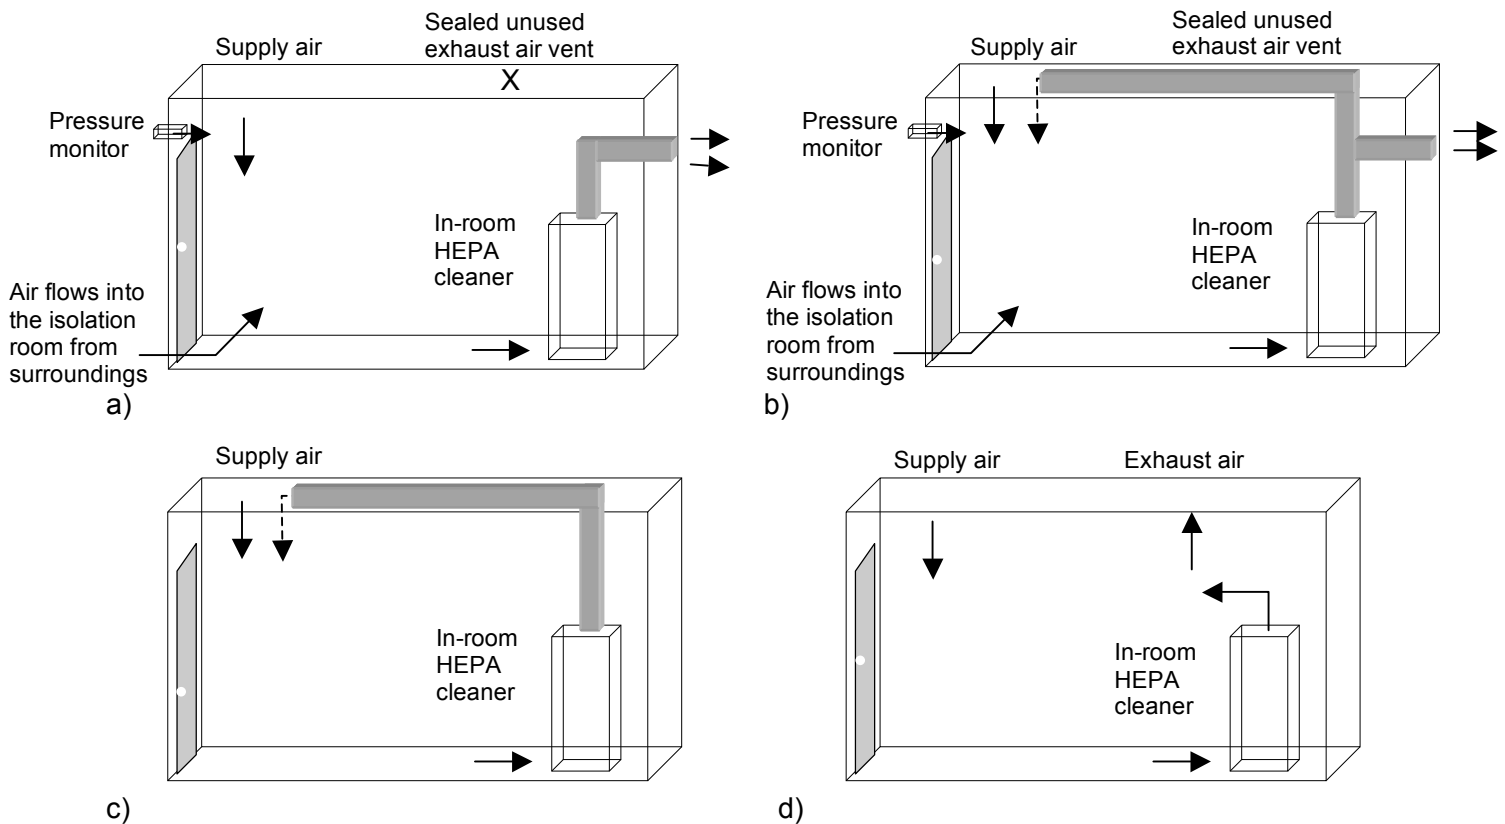 Supply air
Sealed unused
exhaust air vent
X
Pressure
monitor
In-room
HEPA
cleaner
Air flows into
the isolation
room from
surroundings
a)
Supply air
Sealed unused
exhaust air vent
Pressure
monitor
In-room
HEPA
cleaner
Air flows into
the isolation
room from
surroundings
b)
Supply air
In-room
HEPA
cleaner
c)
Supply air
Exhaust air
In-room
HEPA
cleaner
d)